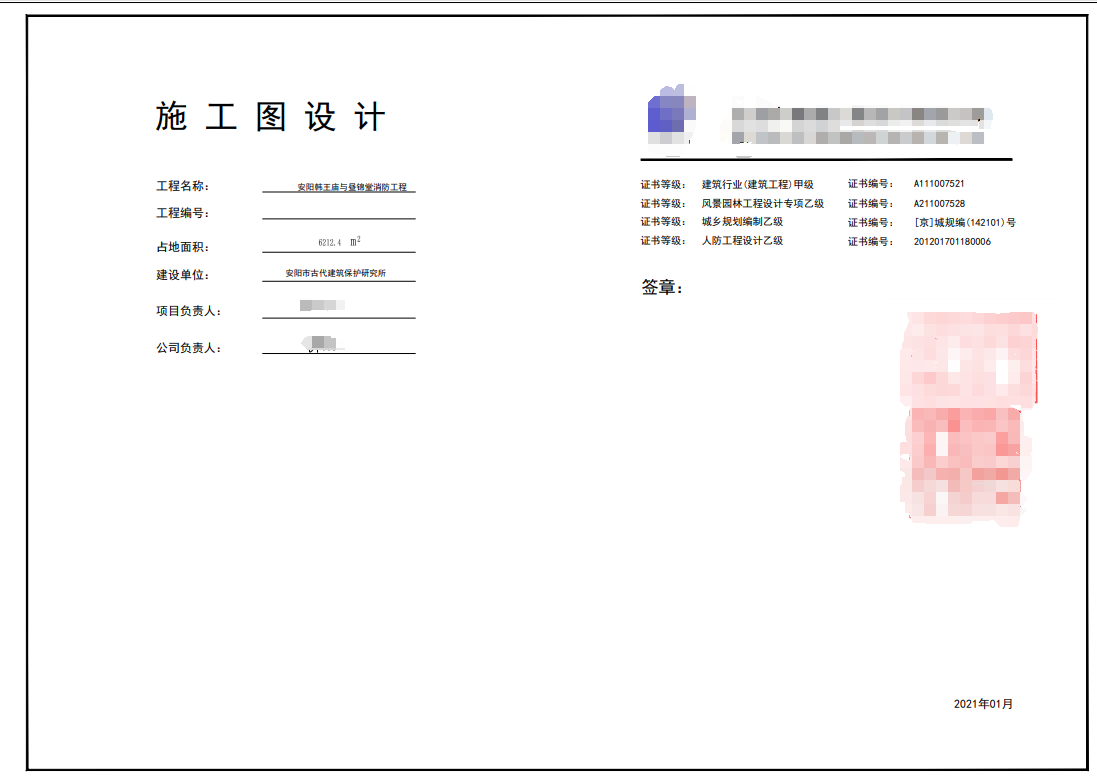 施工图设计
工程名称：
安阳韩王庙与昼锦堂消防工程
工程编号：
占地面积：
6212.4 m²
建设单位：
安阳市古代建筑保护研究所
项目负责人：
公司负责人：
证书等级： 建筑行业(建筑工程)甲级 证书编号： A111007521
证书等级： 风景园林工程设计专项乙级 证书编号： A211007528
证书等级： 城乡规划编制乙级 证书编号： [京]城规编(142101)号
证书等级： 人防工程设计乙级 证书编号： 201201701180006
签章：
2021年01月